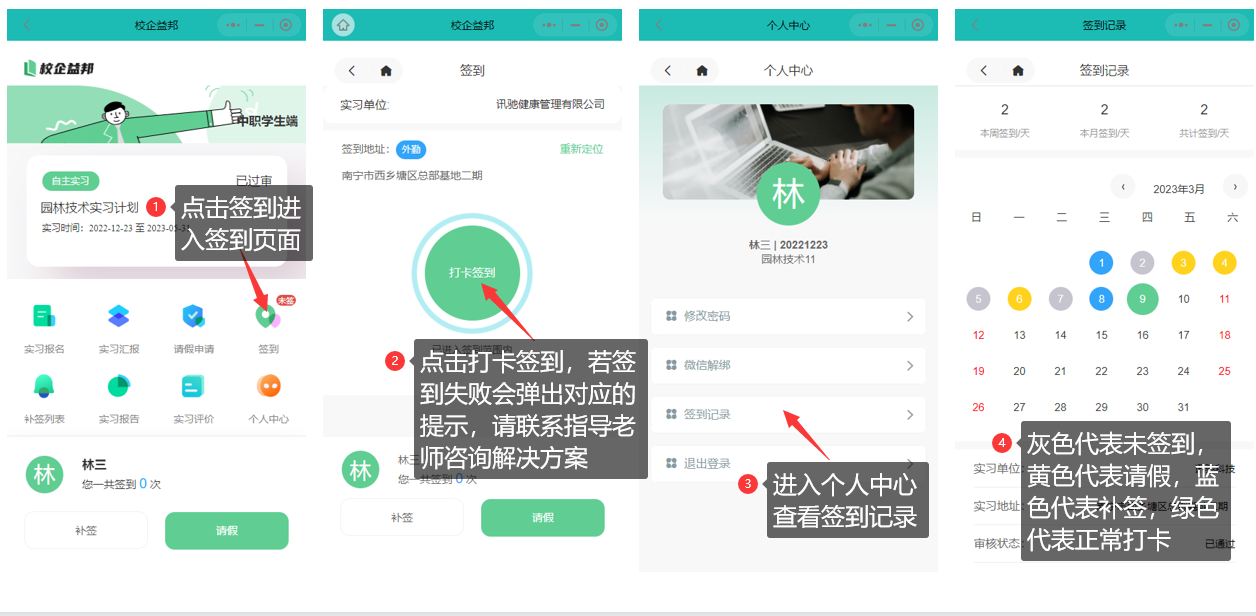 校企益邦
校企益邦
中职学生端
自主实习
已过审
园林技术实习计划
实习时间：2022-12-23 至 2023-05-31
1
点击签到进
入签到页面
未签
实习报名
实习汇报
请假申请
签到
补签列表
实习报告
实习评价
个人中心
林
林三
您一共签到 0 次
补签
请假
校企益邦
签到
实习单位:
讯驰健康管理有限公司
签到地址：
外勤
重新定位
南宁市西乡塘区总部基地二期
打卡签到
已进入签到范围内
2
点击打卡签到，若签
到失败会弹出对应的
提示，请联系指导老
师咨询解决方案
林
林三
您一共签到 0 次
补签
请假
个人中心
个人中心
林
林三 | 20221223
园林技术11
修改密码
微信解绑
签到记录
退出登录
3
进入个人中心
查看签到记录
签到记录
签到记录
2 2 2
本周签到/天 本月签到/天 共计签到/天
2023年3月
日 一 二 三 四 五 六
1 2 3 4
5 6 7 8 9 10 11
12 13 14 15 16 17 18
19 20 21 22 23 24 25
26 27 28 29 30 31
4
灰色代表未签到，
黄色代表请假，蓝
色代表补签，绿色
代表正常打卡
实习单位:
科技
实习地址:
塘区总部基地二期
审核状态:
已通过